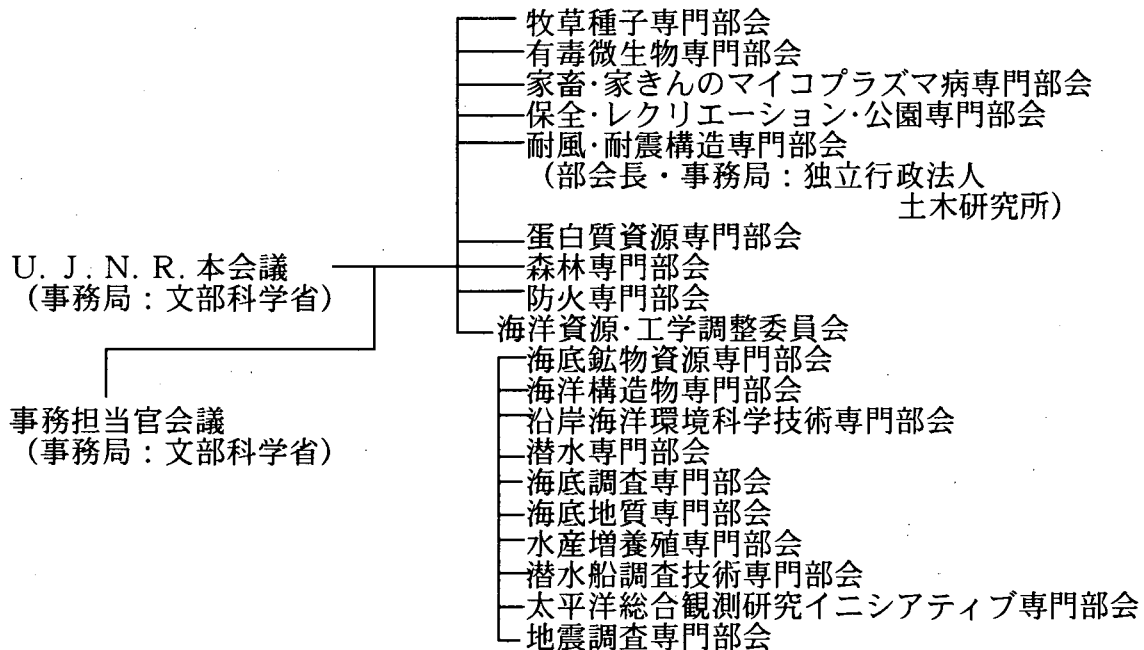 牧草種子専門部会
有毒微生物専門部会
家畜・家きんのマイコプラズマ病専門部会
保全・レクリエーション・公園専門部会
耐風・耐震構造専門部会
(部会長・事務局:独立行政法人
土木研究所)
蛋白質資源専門部会
U. J. N. R. 本会議
森林専門部会
(事務局:文部科学省)
防火専門部会
海洋資源・工学調整委員会
海底鉱物資源専門部会
海洋構造物専門部会
事務担当官会議
沿岸海洋環境科学技術専門部会
(事務局:文部科学省)
潜水専門部会
海底調査専門部会
海底地質専門部会
水産増養殖専門部会
潜水船調査技術専門部会
太平洋総合観測研究イニシアティブ専門部会
地震調査専門部会